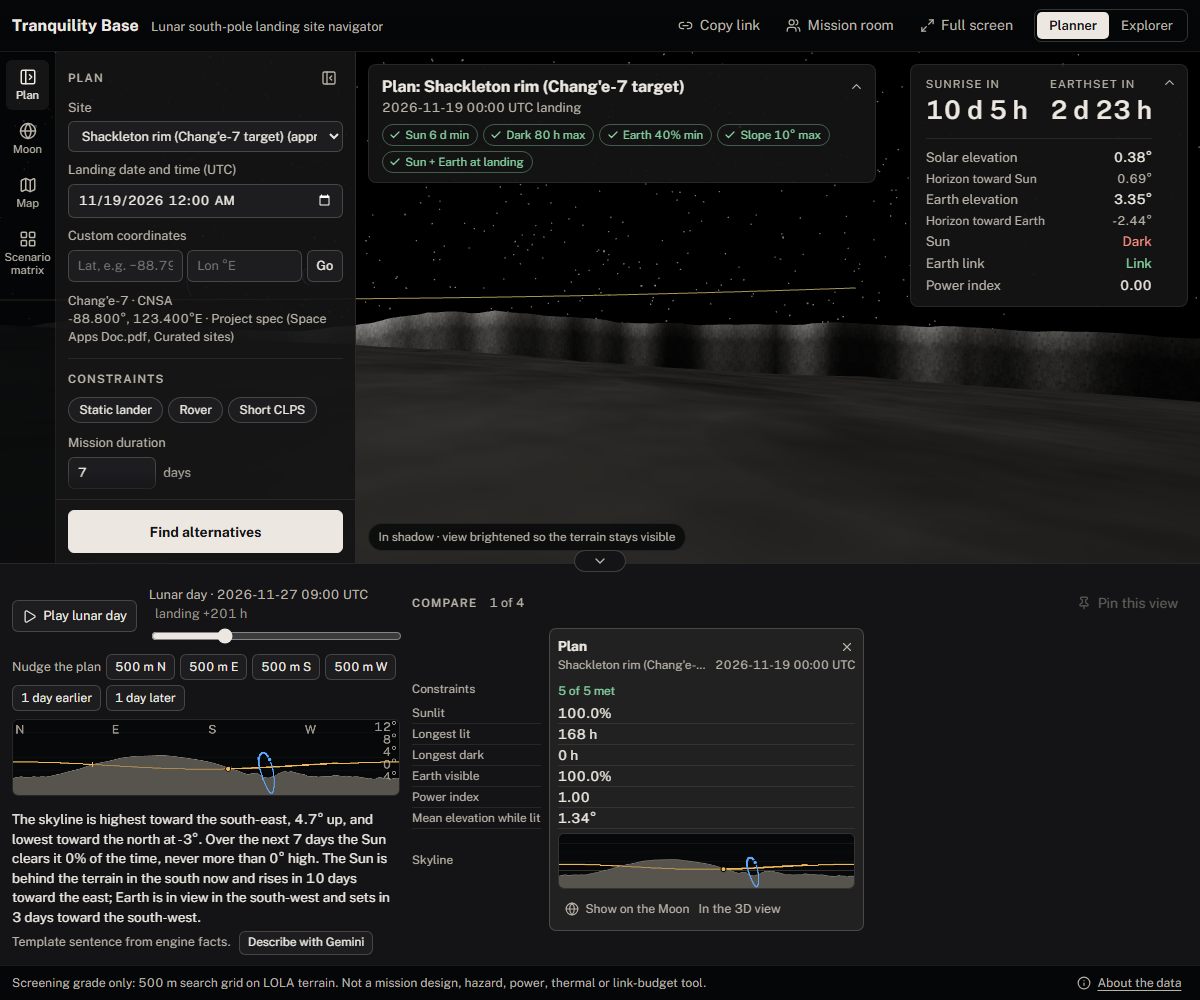 Tranquility Base
Lunar south-pole landing site navigator
Copy link
Mission room
Full screen
Planner
Explorer
Plan
Moon
Map
Scenario
matrix
PLAN
Site
Shackleton rim (Chang'e-7 target) (appr
Landing date and time (UTC)
11/19/2026 12:00 AM
Custom coordinates
Lat, e.g. −88.79
Lon °E
Go
Chang'e-7 · CNSA
-88.800°, 123.400°E · Project spec (Space
Apps Doc.pdf, Curated sites)
CONSTRAINTS
Static lander
Rover
Short CLPS
Mission duration
7 days
Find alternatives
Plan: Shackleton rim (Chang'e-7 target)
2026-11-19 00:00 UTC landing
✓ Sun 6 d min
✓ Dark 80 h max
✓ Earth 40% min
✓ Slope 10° max
✓ Sun + Earth at landing
SUNRISE IN
10 d 5 h
EARTHSET IN
2 d 23 h
Solar elevation 0.38°
Horizon toward Sun 0.69°
Earth elevation 3.35°
Horizon toward Earth -2.44°
Sun Dark
Earth link Link
Power index 0.00
In shadow · view brightened so the terrain stays visible
Play lunar day
Lunar day · 2026-11-27 09:00 UTC
landing +201 h
Nudge the plan
500 m N
500 m E
500 m S
500 m W
1 day earlier
1 day later
N E S W
12°
8°
4°
0°
4°
The skyline is highest toward the south-east, 4.7° up, and
lowest toward the north at -3°. Over the next 7 days the Sun
clears it 0% of the time, never more than 0° high. The Sun is
behind the terrain in the south now and rises in 10 days
toward the east; Earth is in view in the south-west and sets in
3 days toward the south-west.
Template sentence from engine facts.
Describe with Gemini
COMPARE 1 of 4
Pin this view
Plan
Shackleton rim (Chang'e-… 2026-11-19 00:00 UTC
Constraints 5 of 5 met
Sunlit 100.0%
Longest lit 168 h
Longest dark 0 h
Earth visible 100.0%
Power index 1.00
Mean elevation while lit 1.34°
Skyline
Show on the Moon
In the 3D view
Screening grade only: 500 m search grid on LOLA terrain. Not a mission design, hazard, power, thermal or link-budget tool.
About the data